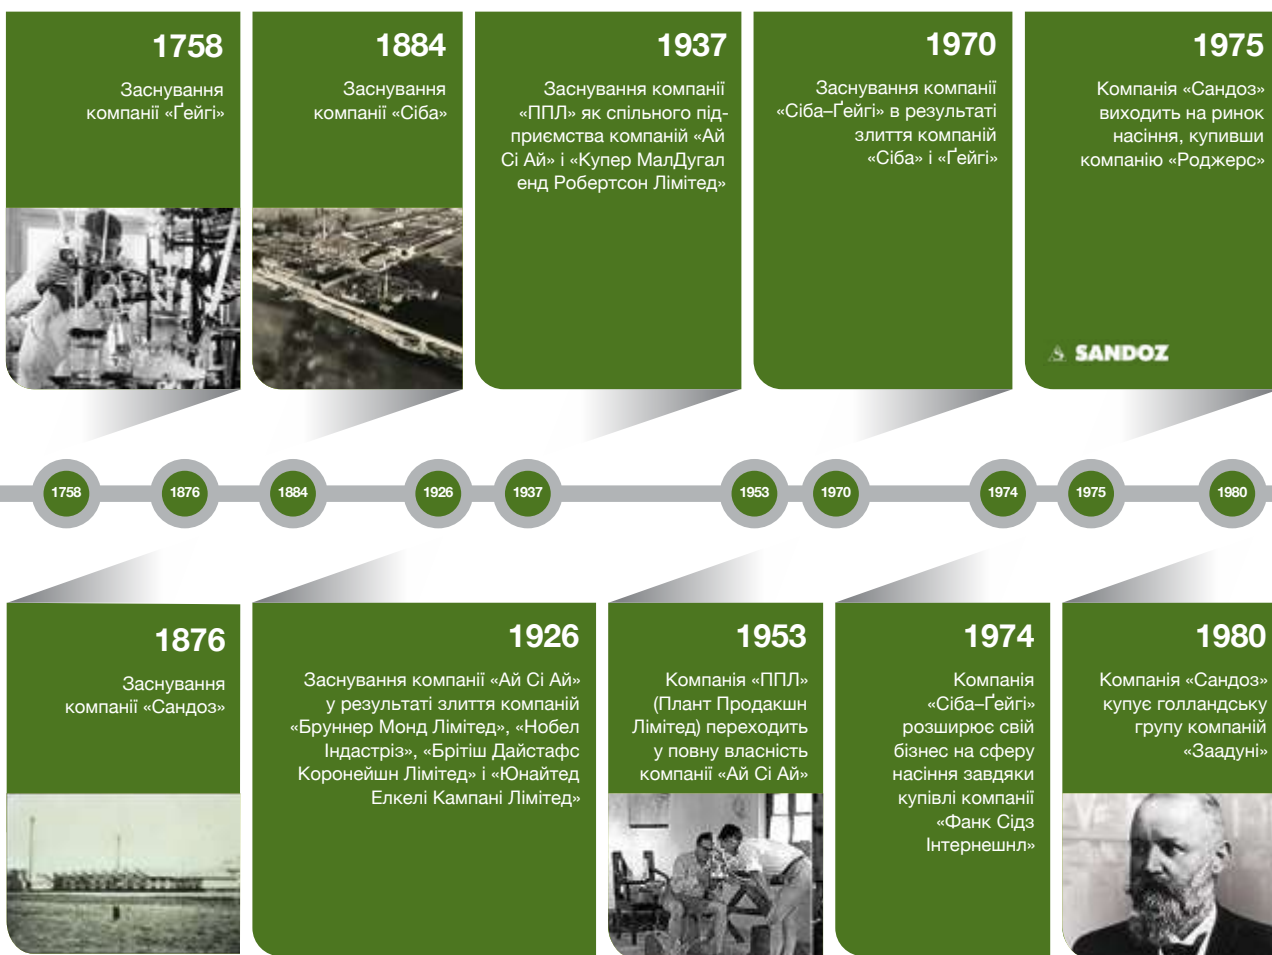 1758
Заснування
компанії «Ґейґі»
1884
Заснування
компанії «Сіба»
1937
Заснування компанії
«ППЛ» як спільного під-
приємства компаній «Ай
Сі Ай» і «Купер МалДугал
енд Робертсон Лімітед»
1970
Заснування компанії
«Сіба–Ґейгі» в результаті
злиття компаній
«Сіба» і «Ґейгі»
1975
Компанія «Сандоз»
виходить на ринок
насіння, купивши
компанію «Роджерс»
SANDOZ
1758
1876
1884
1926
1937
1953
1970
1974
1975
1980
1876
Заснування
компанії «Сандоз»
1926
Заснування компанії «Ай Сі Ай»
у результаті злиття компаній
«Бруннер Монд Лімітед», «Нобел
Індастріз», «Брітіш Дайстафс
Коронейшн Лімітед» і «Юнайтед
Елкелі Кампані Лімітед»
1953
Компанія «ППЛ»
(Плант Продакшн
Лімітед) переходить
у повну власність
компанії «Ай Сі Ай»
1974
Компанія
«Сіба–Ґейгі»
розширює свій
бізнес на сферу
насіння завдяки
купівлі компанії
«Фанк Сідз
Інтернешнл»
1980
Компанія «Сандоз»
купує голландську
групу компаній
«Заадуні»